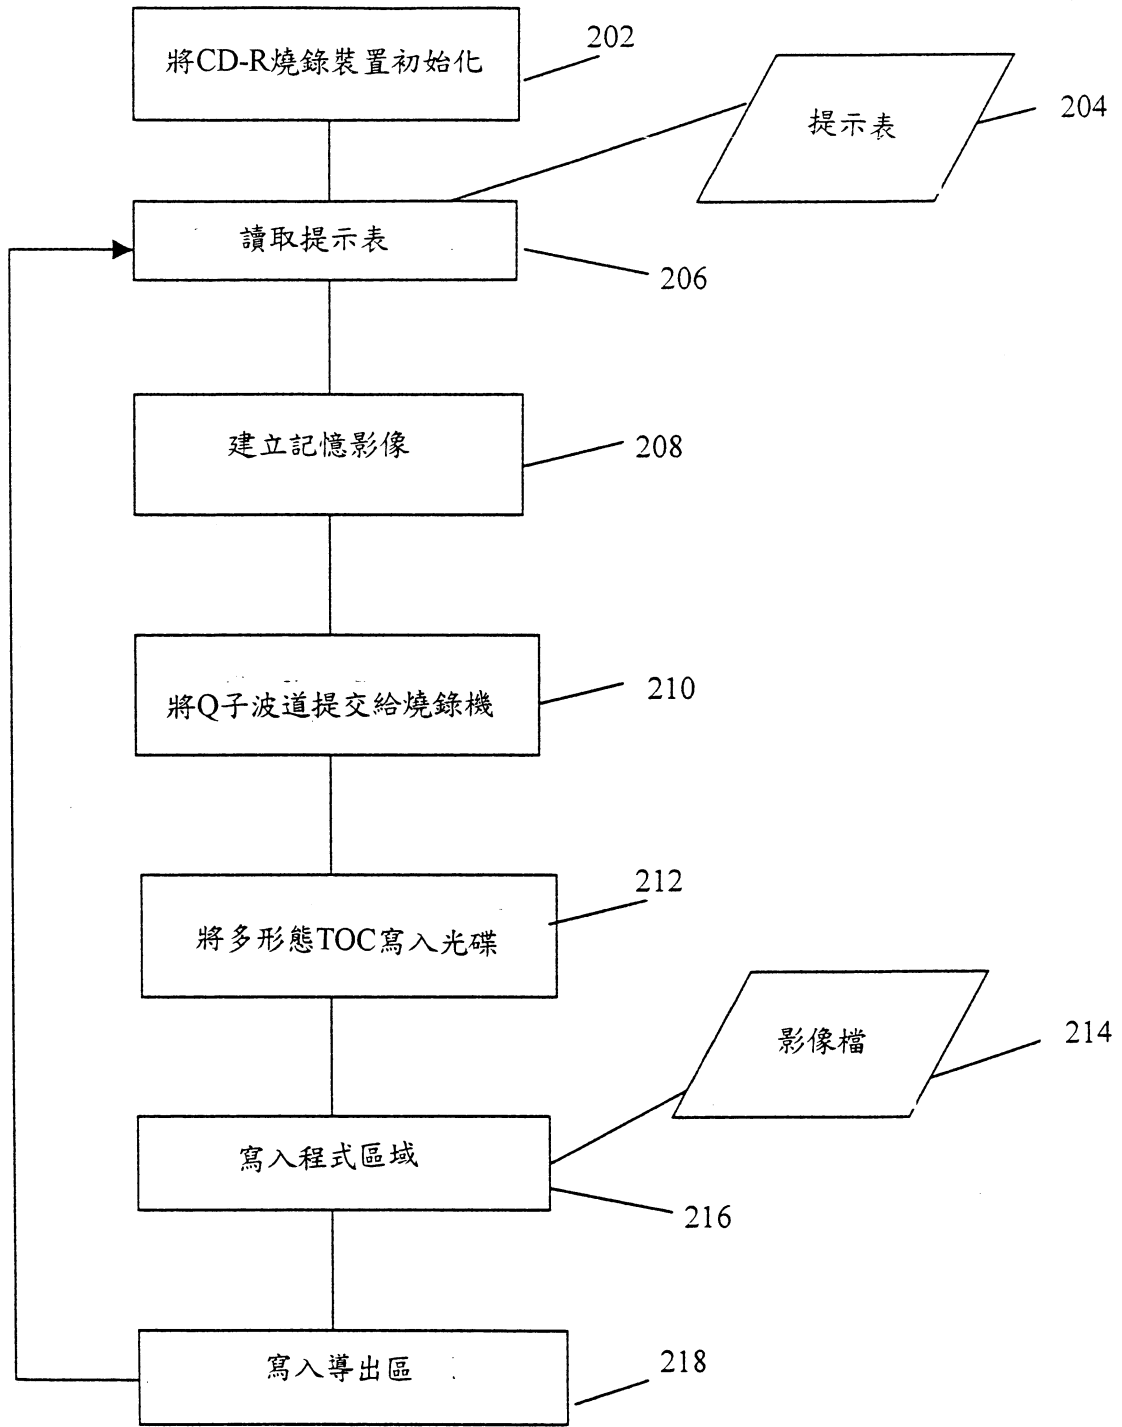 將CD-R燒錄裝置初始化
202
提示表
204
讀取提示表
206
建立記憶影像
208
將Q子波道提交給燒錄機
210
將多形態TOC寫入光碟
212
影像檔
214
寫入程式區域
216
寫入導出區
218